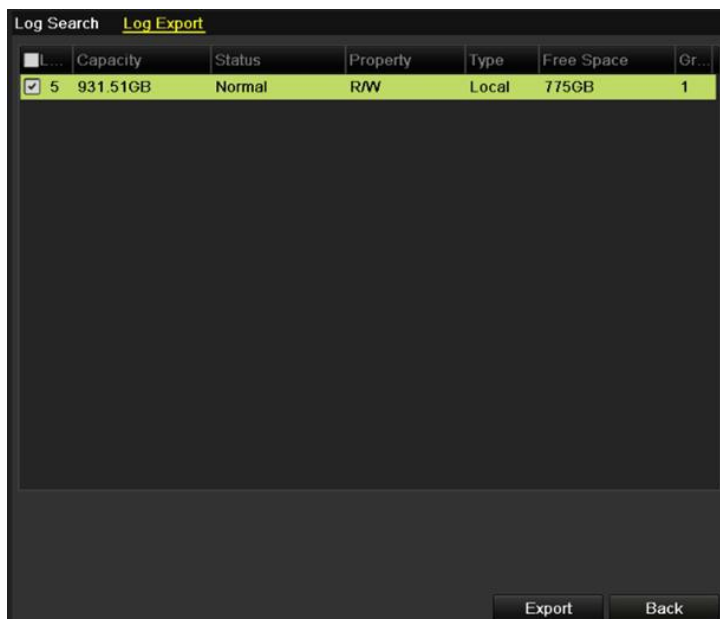 Log Search Log Export
L... Capacity Status Property Type Free Space Gr...
5 931.51GB Normal R/W Local 775GB 1
Export Back